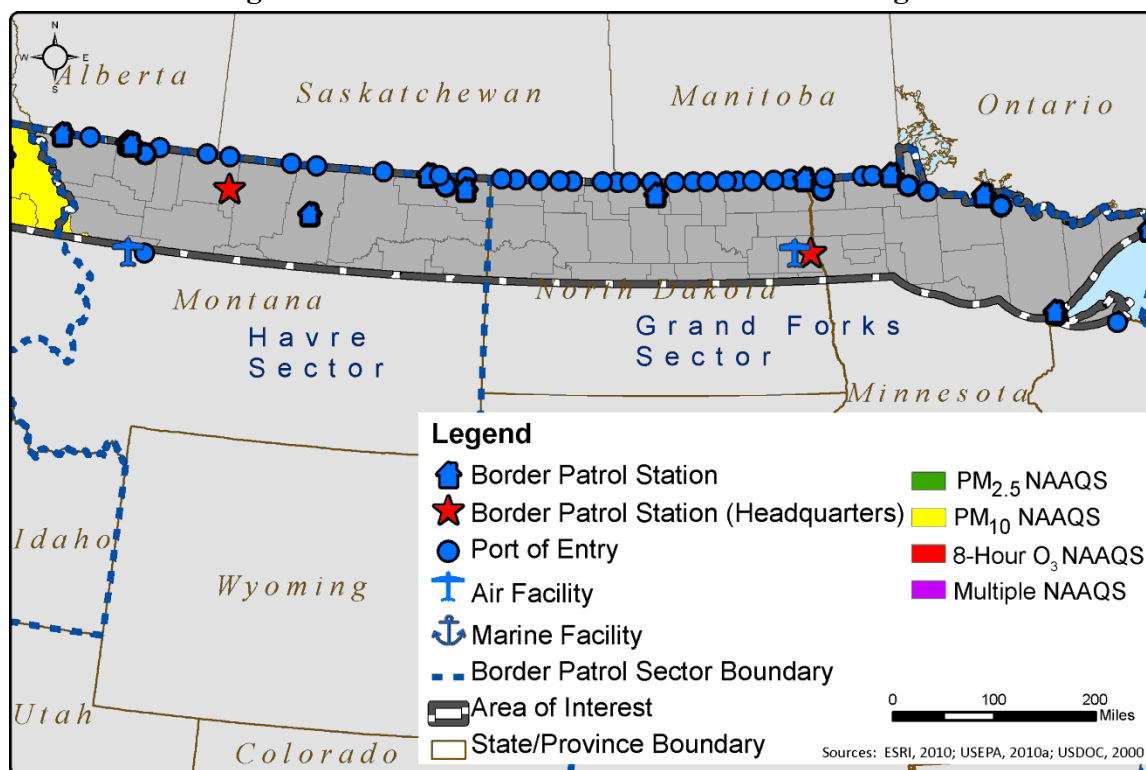 N
W E
S
Alberta
Saskatchewan
Manitoba
Ontario
Montana
North Dakota
Havre
Sector
Grand Forks
Sector
Minnesota
Idaho
Wyoming
Utah
Colorado
Legend
Border Patrol Station
Border Patrol Station (Headquarters)
Port of Entry
Air Facility
Marine Facility
Border Patrol Sector Boundary
Area of Interest
State/Province Boundary
PM2.5 NAAQS
PM10 NAAQS
8-Hour O3 NAAQS
Multiple NAAQS
0 100 200
Miles
Sources: ESRI, 2010; USEPA, 2010a; USDOC, 2000